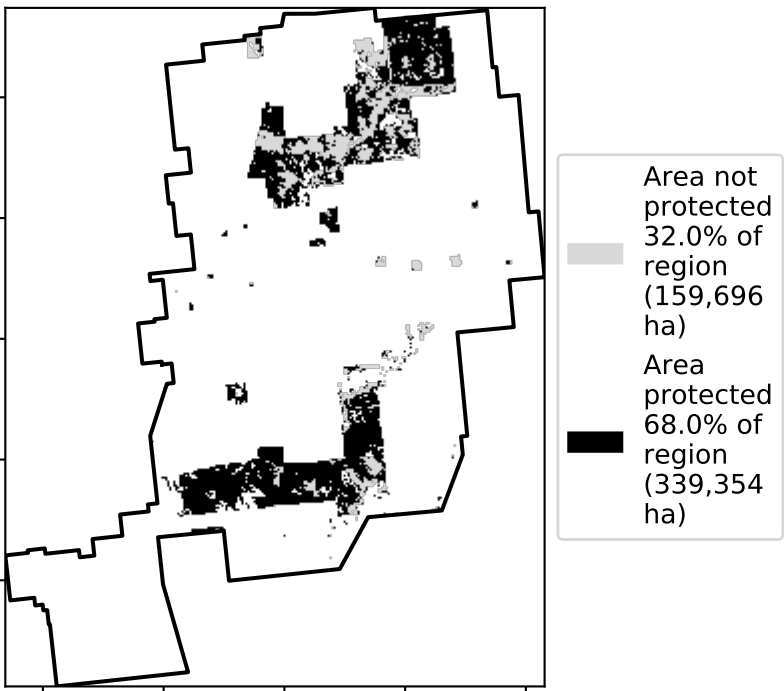 Area not
protected
32.0% of
region
(159,696
ha)
Area
protected
68.0% of
region
(339,354
ha)